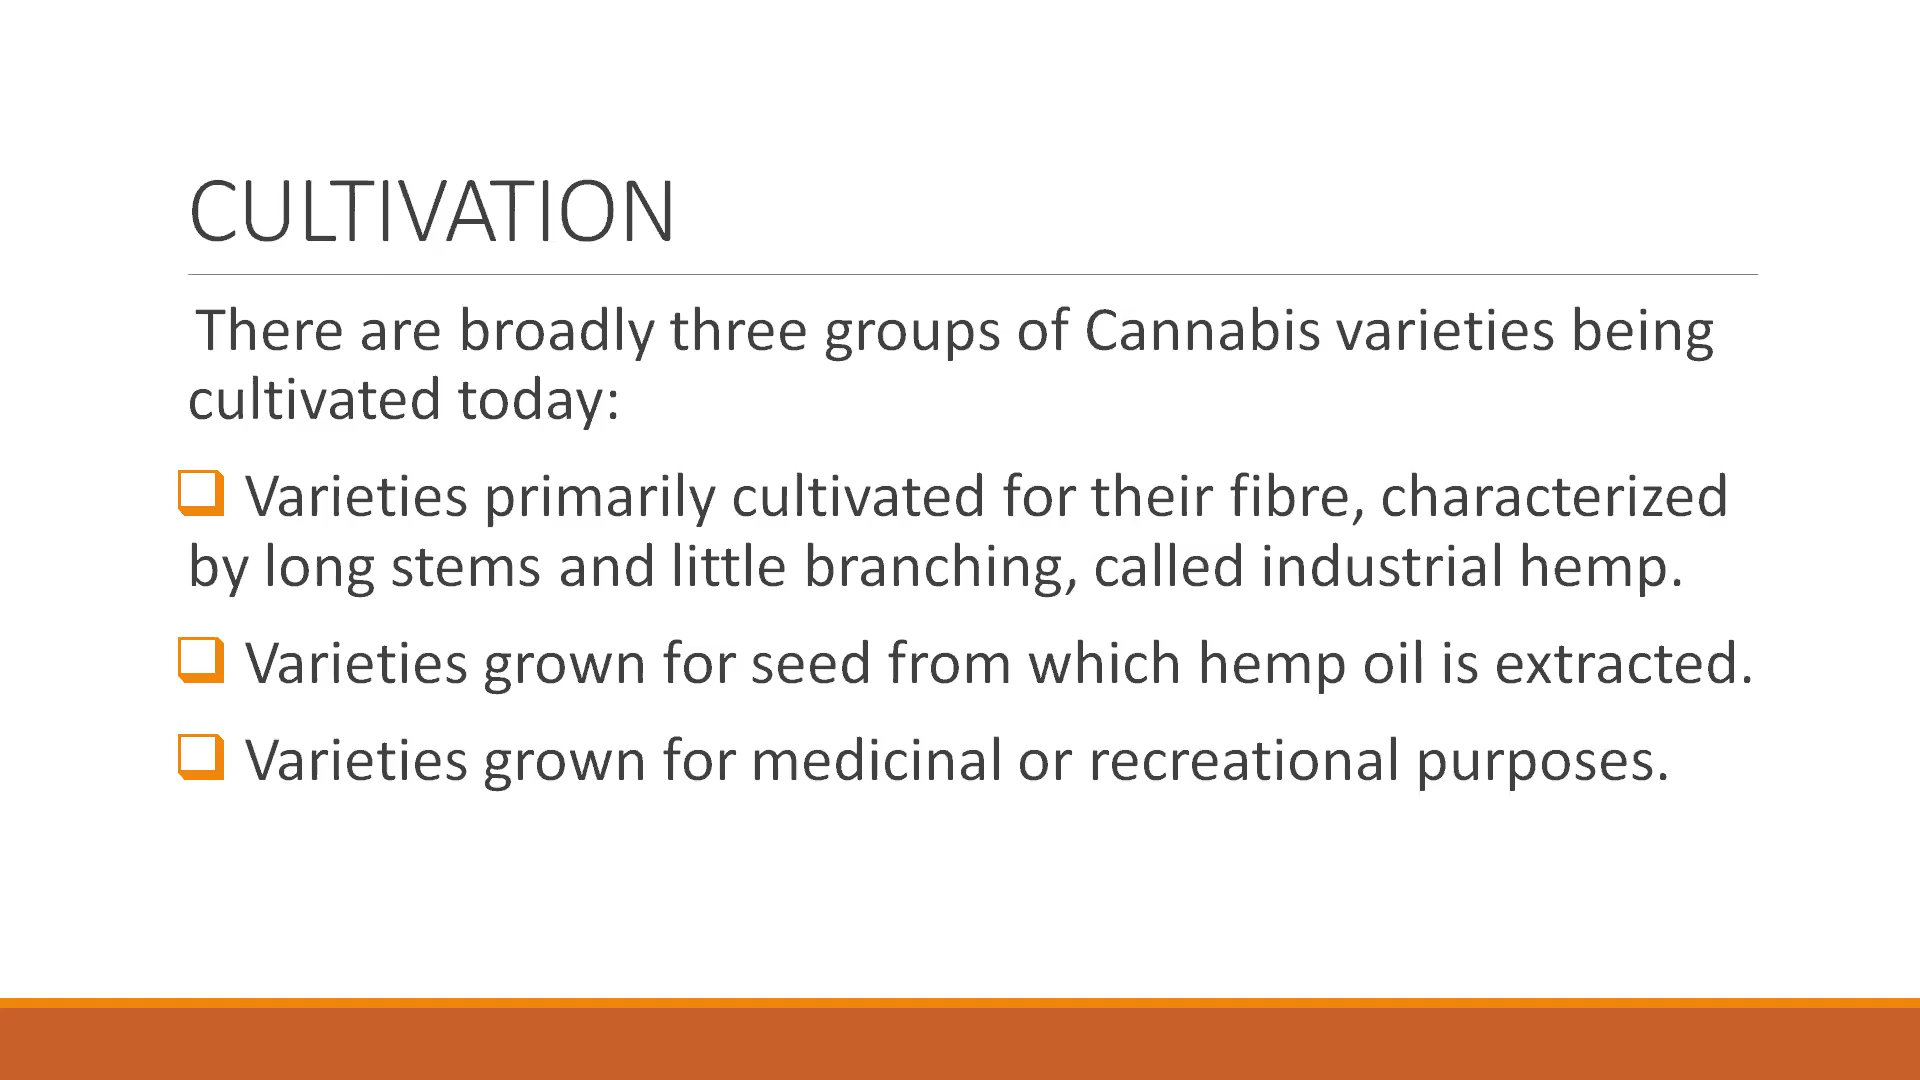 CULTIVATION
There are broadly three groups of Cannabis varieties being
cultivated today:
Varieties primarily cultivated for their fibre, characterized
by long stems and little branching, called industrial hemp.
Varieties grown for seed from which hemp oil is extracted.
Varieties grown for medicinal or recreational purposes.